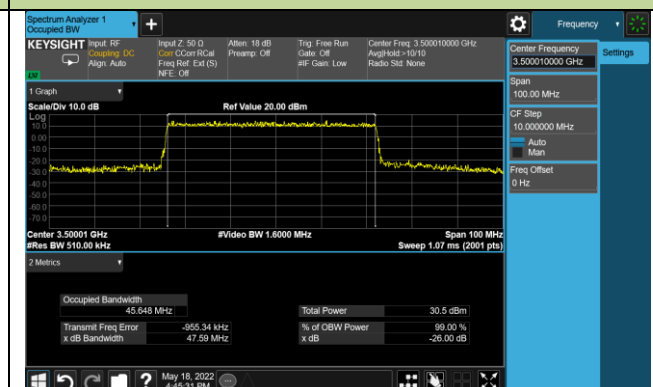 Spectrum Analyzer 1
Occupied BW
Frequency
KEYSIGHT
Input: RF
Coupling: DC
Align: Auto
Input Z: 50 Ω
Corr CCorr RCal
Freq Ref: Ext (S)
NFE: Off
Atten: 18 dB
Preamp: Off
Trig: Free Run
Gate: Off
#IF Gain: Low
Center Freq: 3.500010000 GHz
Avg|Hold:>10/10
Radio Std: None
Center Frequency
3.500010000 GHz
Settings
Span
100.00 MHz
CF Step
10.000000 MHz
Auto
Man
Freq Offset
0 Hz
1 Graph
Scale/Div 10.0 dB
Ref Value 20.00 dBm
Log
10.0
0.00
-10.0
-20.0
-30.0
-40.0
-50.0
-60.0
-70.0
Center 3.50001 GHz
#Video BW 1.6000 MHz
Span 100 MHz
#Res BW 510.00 kHz
Sweep 1.07 ms (2001 pts)
2 Metrics
Occupied Bandwidth
45.648 MHz
Total Power
30.5 dBm
Transmit Freq Error
-955.34 kHz
% of OBW Power
99.00 %
x dB Bandwidth
47.59 MHz
x dB
-26.00 dB
?
May 18, 2022
4:45:31 PM